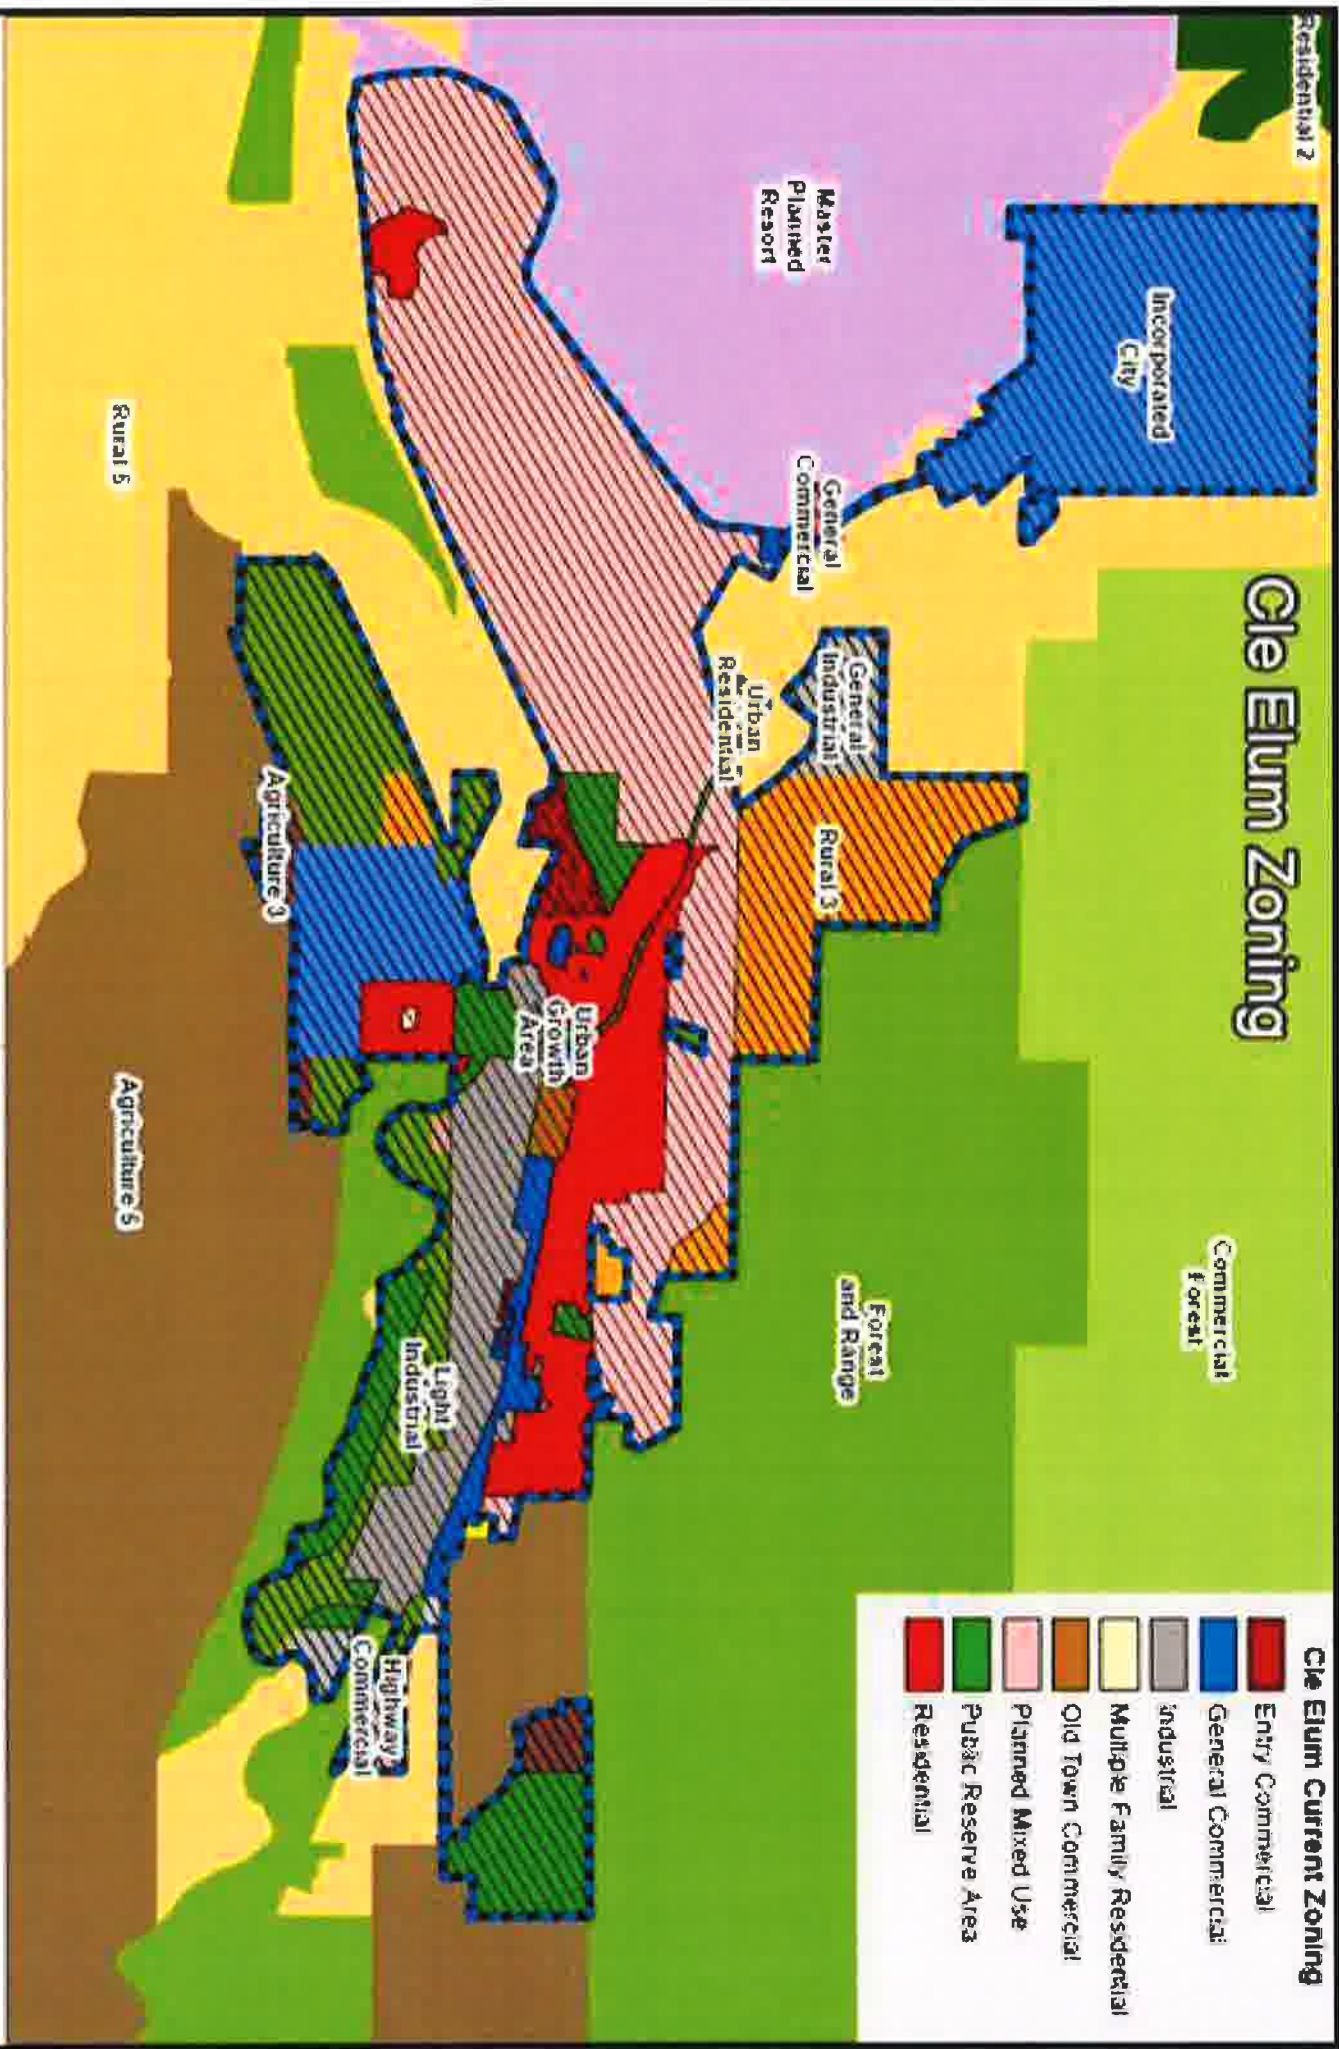 Cle Elum Zoning
Cle Elum Current Zoning
Entry Commercial
General Commercial
Industrial
Multiple Family Residential
Old Town Commercial
Planned Mixed Use
Public Reserve Area
Residential
Residential 2
Incorporated
City
Commercial
Forest
Master
Planned
Resort
General
Commercial
General
Industrial
Rural 3
Forest
and Range
Urban
Residential
Urban
Growth
Area
Light
Industrial
Highway
Commercial
Agriculture 3
Rural 5
Agriculture 5